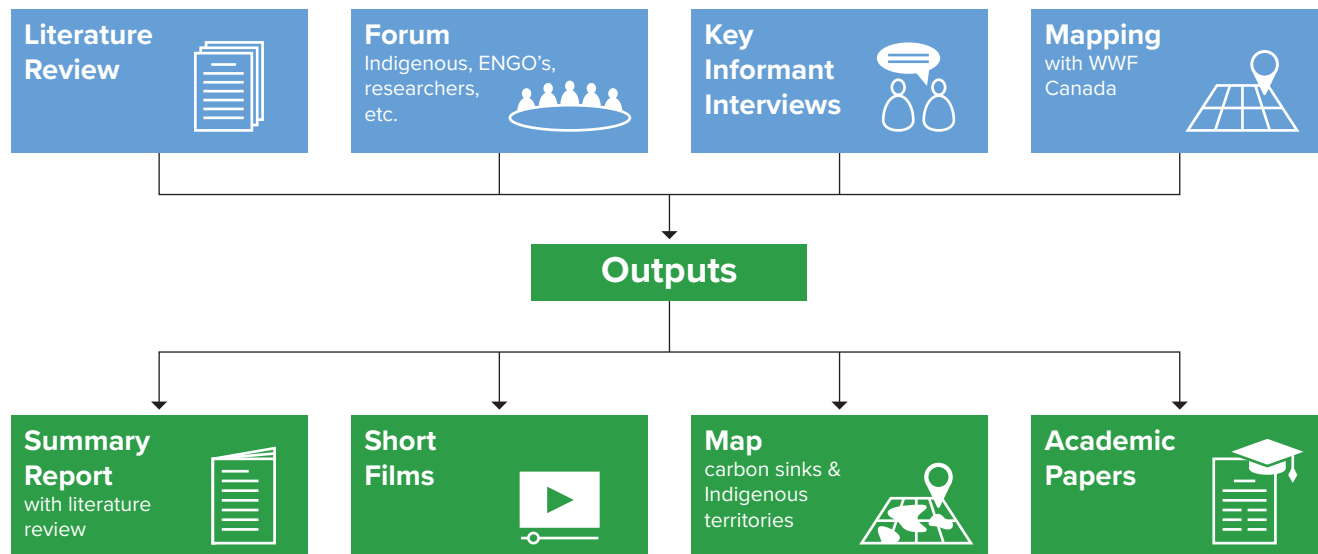 Literature
Review
Forum
Indigenous, ENGO's,
researchers,
etc.
Key
Informant
Interviews
Mapping
with WWF
Canada
Outputs
Summary
Report
with literature
review
Short
Films
Map
carbon sinks &
Indigenous
territories
Academic
Papers